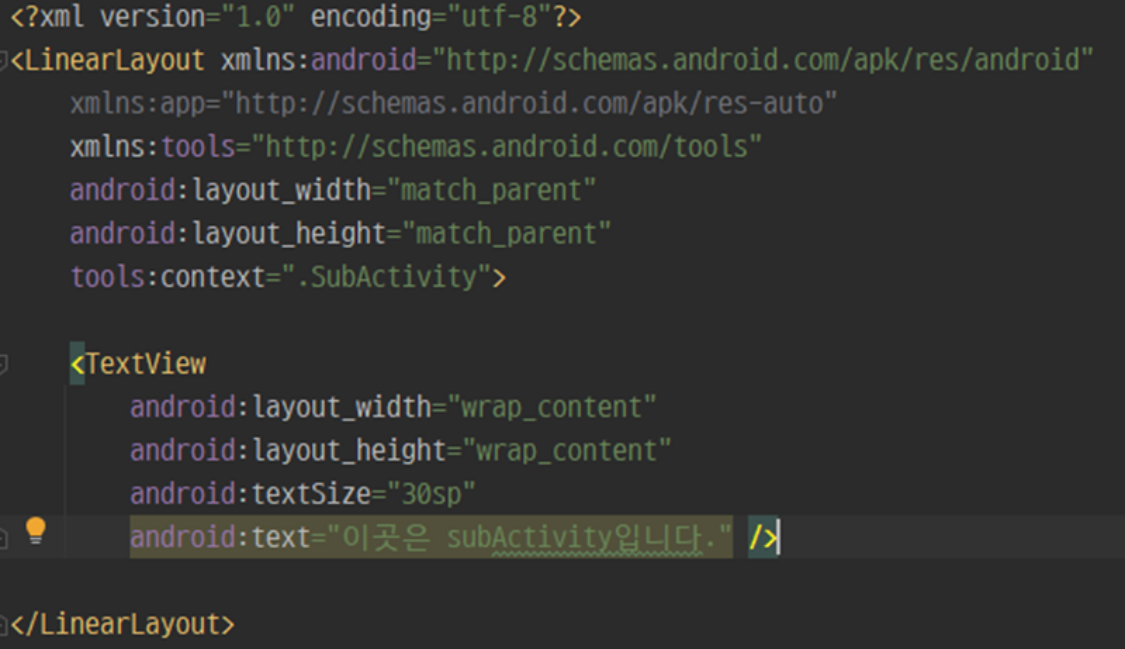 <?xml version="1.0" encoding="utf-8"?>
<LinearLayout xmlns:android="http://schemas.android.com/apk/res/android"
    xmlns:app="http://schemas.android.com/apk/res-auto"
    xmlns:tools="http://schemas.android.com/tools"
    android:layout_width="match_parent"
    android:layout_height="match_parent"
    tools:context=".SubActivity">

    <TextView
        android:layout_width="wrap_content"
        android:layout_height="wrap_content"
        android:textSize="30sp"
        android:text="이곳은 subActivity입니다." />

</LinearLayout>